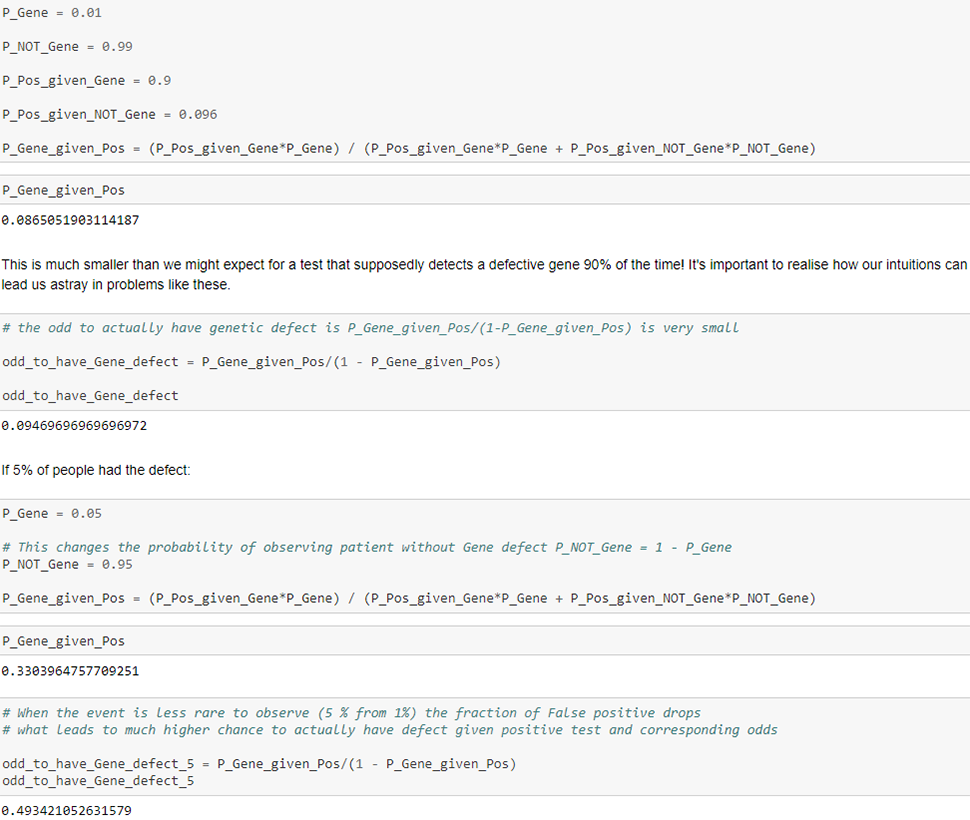 P_Gene = 0.01
P_NOT_Gene = 0.99
P_Pos_given_Gene = 0.9
P_Pos_given_NOT_Gene = 0.096
P_Gene_given_Pos = (P_Pos_given_Gene*P_Gene) / (P_Pos_given_Gene*P_Gene + P_Pos_given_NOT_Gene*P_NOT_Gene)
P_Gene_given_Pos
0.0865051903114187
This is much smaller than we might expect for a test that supposedly detects a defective gene 90% of the time! It's important to realise how our intuitions can
lead us astray in problems like these.
# the odd to actually have genetic defect is P_Gene_given_Pos/(1-P_Gene_given_Pos) is very small
odd_to_have_Gene_defect = P_Gene_given_Pos/(1 - P_Gene_given_Pos)
odd_to_have_Gene_defect
0.09469696969696972
If 5% of people had the defect:
P_Gene = 0.05
# This changes the probability of observing patient without Gene defect P_NOT_Gene = 1 - P_Gene
P_NOT_Gene = 0.95
P_Gene_given_Pos = (P_Pos_given_Gene*P_Gene) / (P_Pos_given_Gene*P_Gene + P_Pos_given_NOT_Gene*P_NOT_Gene)
P_Gene_given_Pos
0.3303964757709251
# When the event is less rare to observe (5 % from 1%) the fraction of False positive drops
# what leads to much higher chance to actually have defect given positive test and corresponding odds
odd_to_have_Gene_defect_5 = P_Gene_given_Pos/(1 - P_Gene_given_Pos)
odd_to_have_Gene_defect_5
0.493421052631579